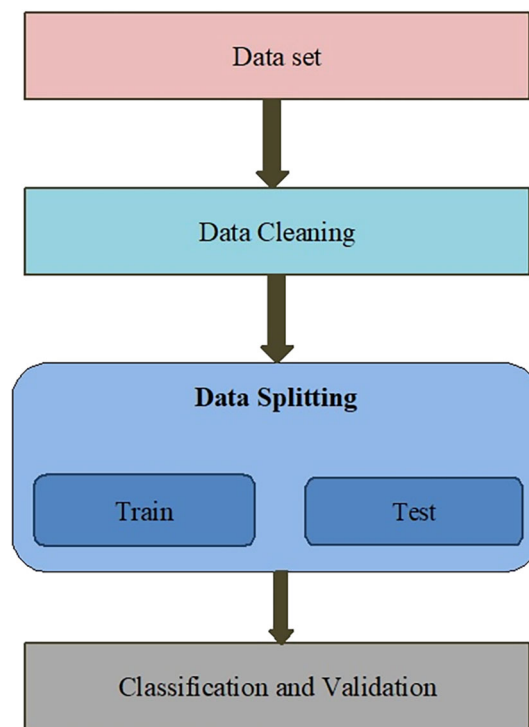 Data set
Data Cleaning
Data Splitting
Train
Test
Classification and Validation